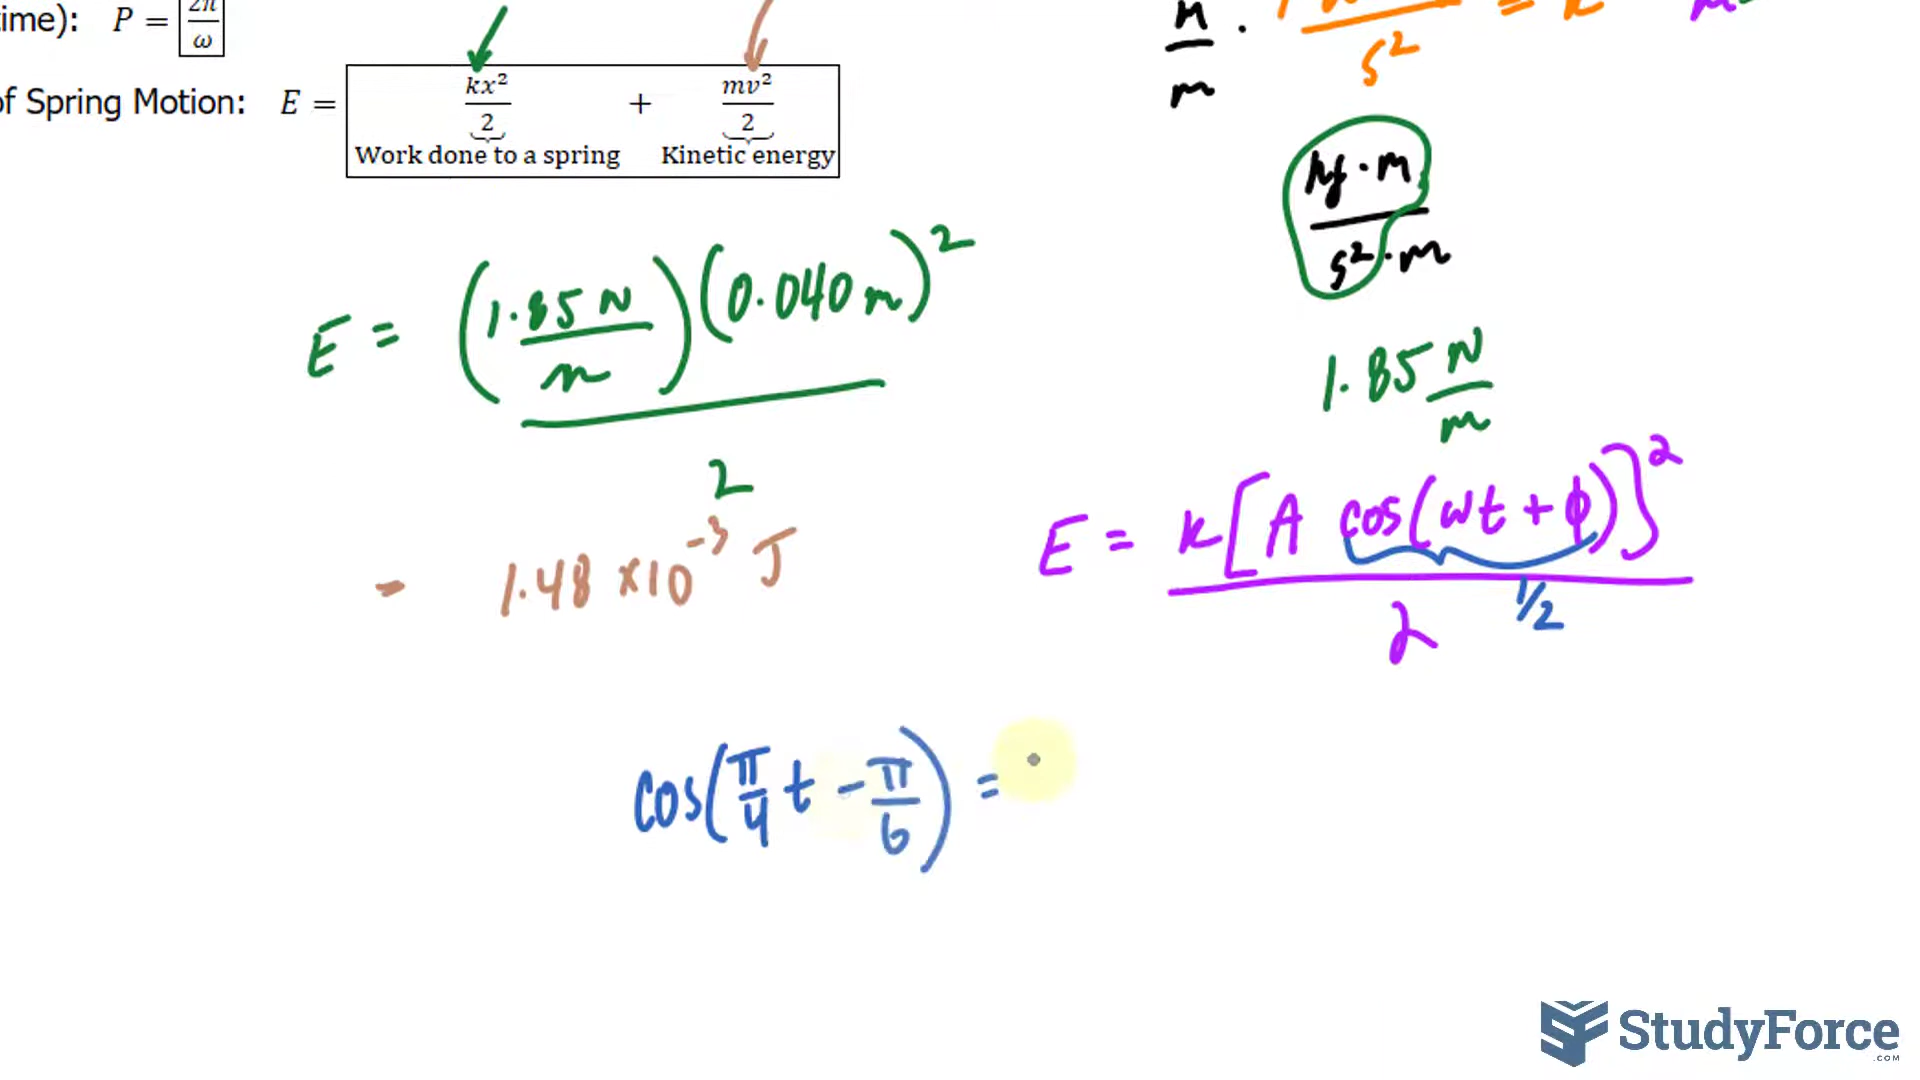 time): P = 2π/ω
of Spring Motion: E = kx²/2 + mv²/2
Work done to a spring Kinetic energy
s²
m
kg · m
s² · m
E = (1.85 N/m)(0.040 m)²
2
1.85 N/m
= 1.48 ×10⁻³ J
E = k[A cos(ωt + φ)]²
2
1/2
cos(π/4 t − π/6) =
StudyForce
.COM